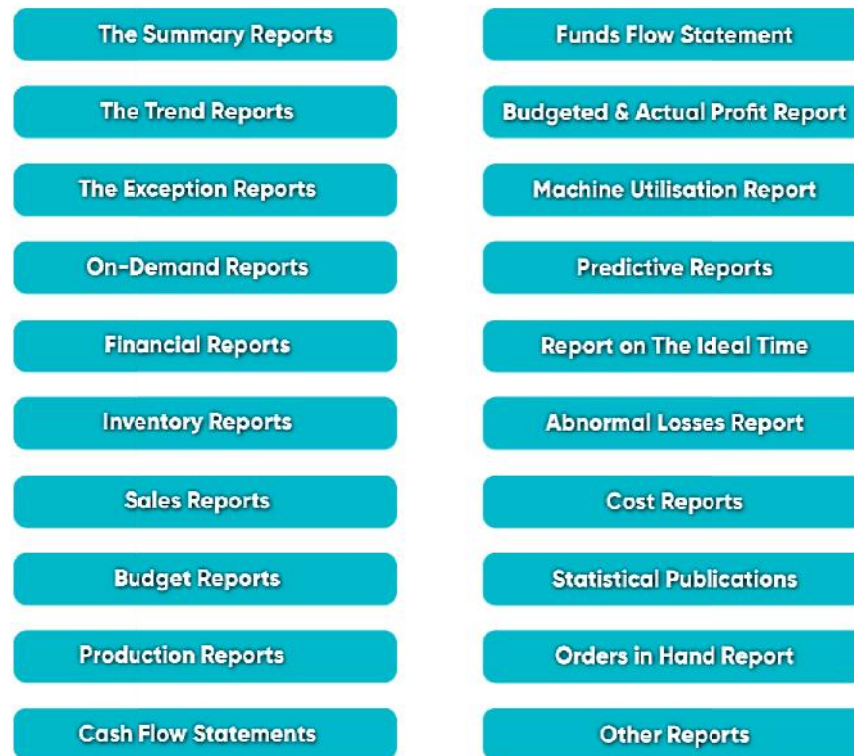 The Summary Reports
The Trend Reports
The Exception Reports
On-Demand Reports
Financial Reports
Inventory Reports
Sales Reports
Budget Reports
Production Reports
Cash Flow Statements
Funds Flow Statement
Budgeted & Actual Profit Report
Machine Utilisation Report
Predictive Reports
Report on The Ideal Time
Abnormal Losses Report
Cost Reports
Statistical Publications
Orders in Hand Report
Other Reports